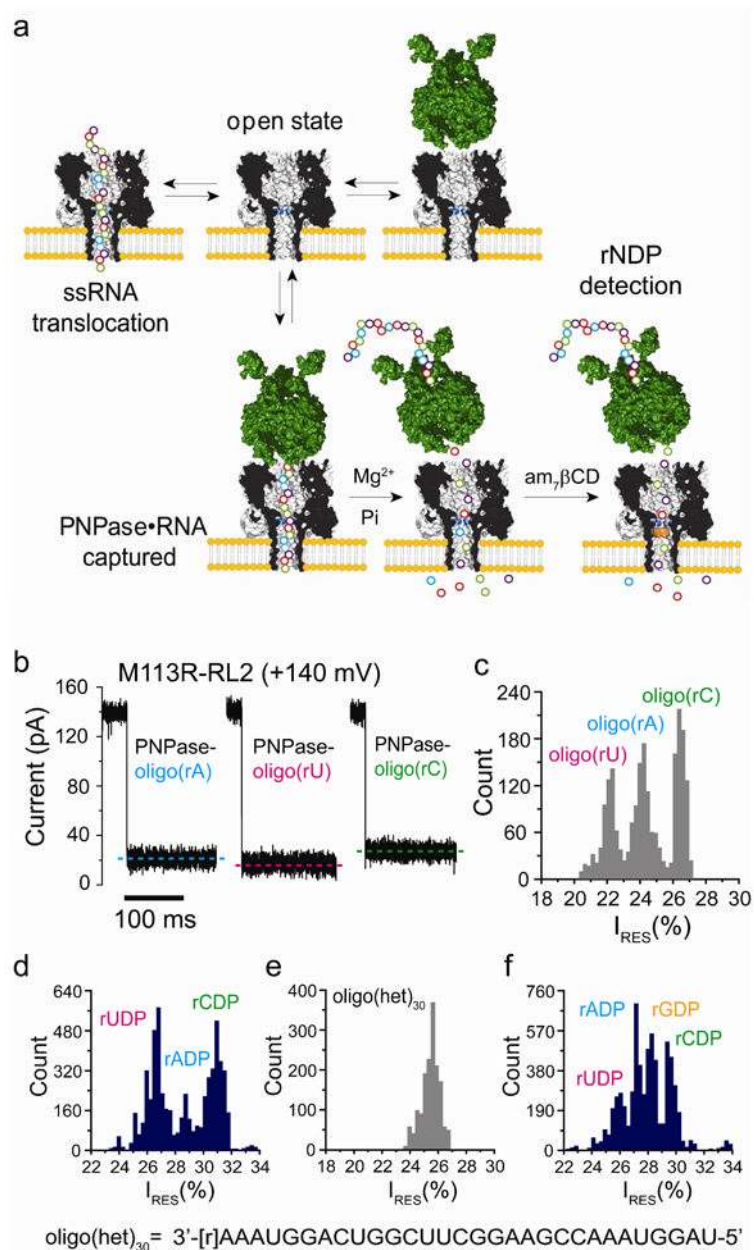 a
open state
ssRNA
translocation
rNDP
detection
PNPase•RNA
captured
Mg²⁺
Pi
am₇βCD
b
M113R-RL2 (+140 mV)
Current (pA)
160
120
80
40
0
PNPase-
oligo(rA)
PNPase-
oligo(rU)
PNPase-
oligo(rC)
100 ms
c
Count
240
180
120
60
0
oligo(rU)
oligo(rA)
oligo(rC)
18 20 22 24 26 28 30
I_RES(%)
d
Count
640
480
320
160
0
rUDP
rADP
rCDP
22 24 26 28 30 32 34
I_RES(%)
e
Count
400
300
200
100
0
oligo(het)₃₀
18 20 22 24 26 28 30
I_RES(%)
f
Count
760
570
380
190
0
rADP
rUDP
rGDP
rCDP
22 24 26 28 30 32 34
I_RES(%)
oligo(het)₃₀= 3'-[r]AAAUGGACUGGCUUCGGAAGCCAAAUGGAU-5'